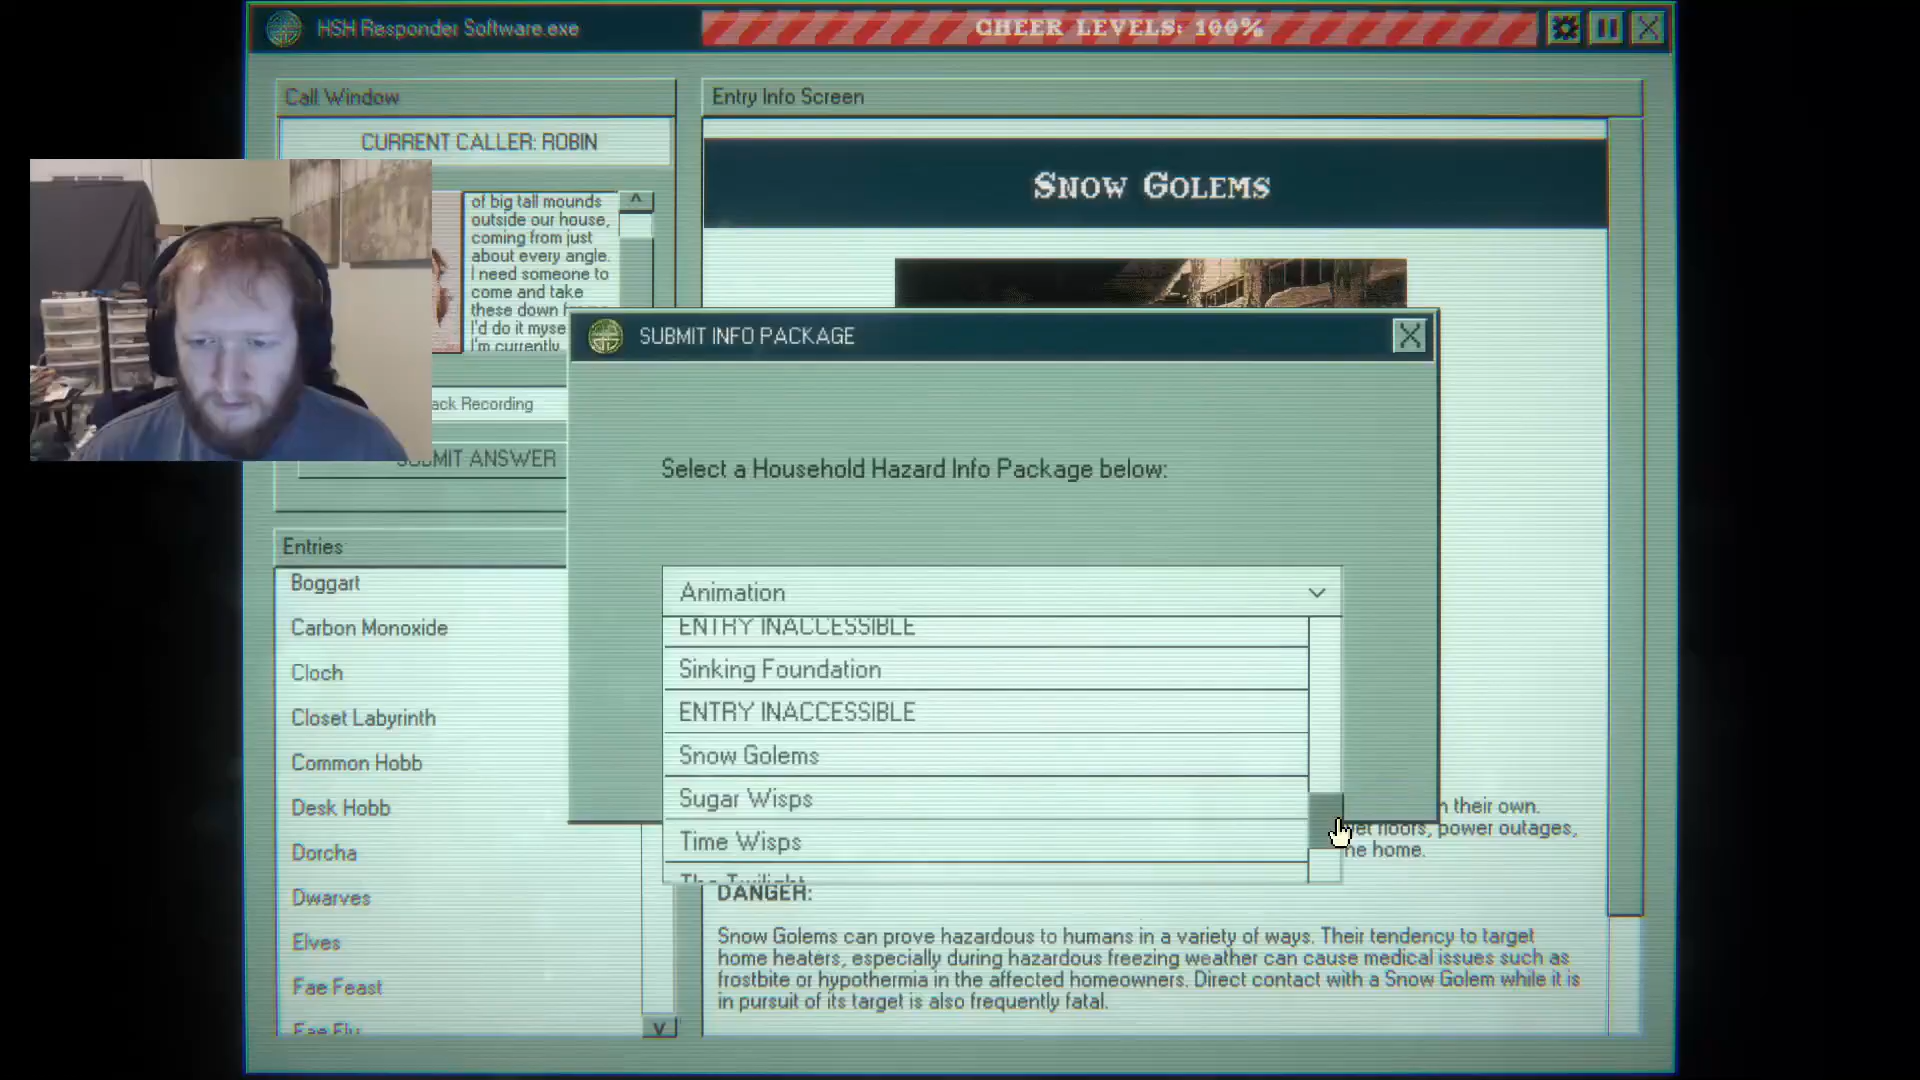 HSH Responder Software.exe
CHEER LEVELS: 100%
Call Window
CURRENT CALLER: ROBIN
of big tall mounds
outside our house,
coming from just
about every angle.
I need someone to
come and take
these down
I'd do it
I'm currently
Recording
SUBMIT ANSWER
Entries
Boggart
Carbon Monoxide
Cloch
Closet Labyrinth
Common Hobb
Desk Hobb
Dorcha
Dwarves
Elves
Fae Feast
Fae Flu
Entry Info Screen
Snow Golems
SUBMIT INFO PACKAGE
Select a Household Hazard Info Package below:
Animation
ENTRY INACCESSIBLE
Sinking Foundation
ENTRY INACCESSIBLE
Snow Golems
Sugar Wisps
Time Wisps
The Twilight
their own.
wet floors, power outages,
home.
DANGER:
Snow Golems can prove hazardous to humans in a variety of ways. Their tendency to target
home heaters, especially during hazardous freezing weather can cause medical issues such as
frostbite or hypothermia in the affected homeowners. Direct contact with a Snow Golem while it is
in pursuit of its target is also frequently fatal.